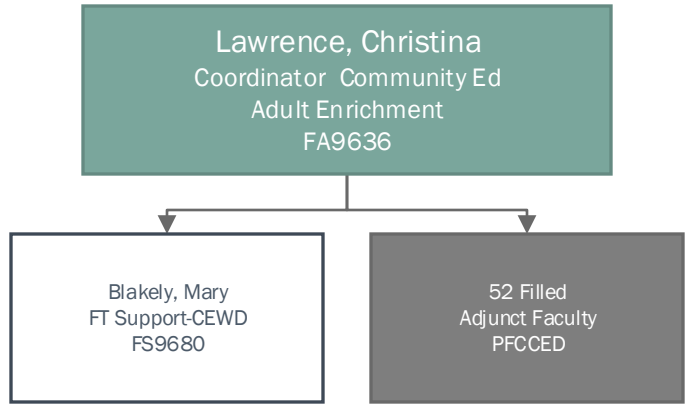 Lawrence, Christina
Coordinator Community Ed
Adult Enrichment
FA9636
Blakely, Mary
FT Support-CEWD
FS9680
52 Filled
Adjunct Faculty
PFCCED